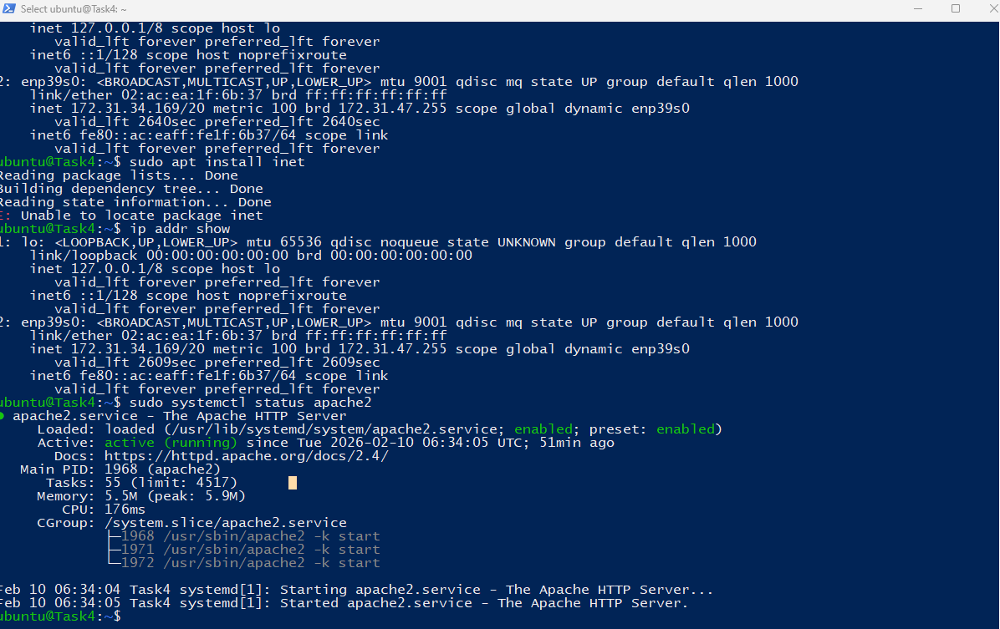 Select ubuntu@Task4: ~
inet 127.0.0.1/8 scope host lo
valid_lft forever preferred_lft forever
inet6 ::1/128 scope host noprefixroute
valid_lft forever preferred_lft forever
2: enp39s0: <BROADCAST,MULTICAST,UP,LOWER_UP> mtu 9001 qdisc mq state UP group default qlen 1000
link/ether 02:ac:ea:1f:6b:37 brd ff:ff:ff:ff:ff:ff
inet 172.31.34.169/20 metric 100 brd 172.31.47.255 scope global dynamic enp39s0
valid_lft 2640sec preferred_lft 2640sec
inet6 fe80::ac:eaff:fe1f:6b37/64 scope link
valid_lft forever preferred_lft forever
ubuntu@Task4:~$ sudo apt install inet
Reading package lists... Done
Building dependency tree... Done
Reading state information... Done
E: Unable to locate package inet
ubuntu@Task4:~$ ip addr show
1: lo: <LOOPBACK,UP,LOWER_UP> mtu 65536 qdisc noqueue state UNKNOWN group default qlen 1000
link/loopback 00:00:00:00:00:00 brd 00:00:00:00:00:00
inet 127.0.0.1/8 scope host lo
valid_lft forever preferred_lft forever
inet6 ::1/128 scope host noprefixroute
valid_lft forever preferred_lft forever
2: enp39s0: <BROADCAST,MULTICAST,UP,LOWER_UP> mtu 9001 qdisc mq state UP group default qlen 1000
link/ether 02:ac:ea:1f:6b:37 brd ff:ff:ff:ff:ff:ff
inet 172.31.34.169/20 metric 100 brd 172.31.47.255 scope global dynamic enp39s0
valid_lft 2609sec preferred_lft 2609sec
inet6 fe80::ac:eaff:fe1f:6b37/64 scope link
valid_lft forever preferred_lft forever
ubuntu@Task4:~$ sudo systemctl status apache2
● apache2.service - The Apache HTTP Server
Loaded: loaded (/usr/lib/systemd/system/apache2.service; enabled; preset: enabled)
Active: active (running) since Tue 2026-02-10 06:34:05 UTC; 51min ago
Docs: https://httpd.apache.org/docs/2.4/
Main PID: 1968 (apache2)
Tasks: 55 (limit: 4517)
Memory: 5.5M (peak: 5.9M)
CPU: 176ms
CGroup: /system.slice/apache2.service
├─1968 /usr/sbin/apache2 -k start
├─1971 /usr/sbin/apache2 -k start
└─1972 /usr/sbin/apache2 -k start
Feb 10 06:34:04 Task4 systemd[1]: Starting apache2.service - The Apache HTTP Server...
Feb 10 06:34:05 Task4 systemd[1]: Started apache2.service - The Apache HTTP Server.
ubuntu@Task4:~$